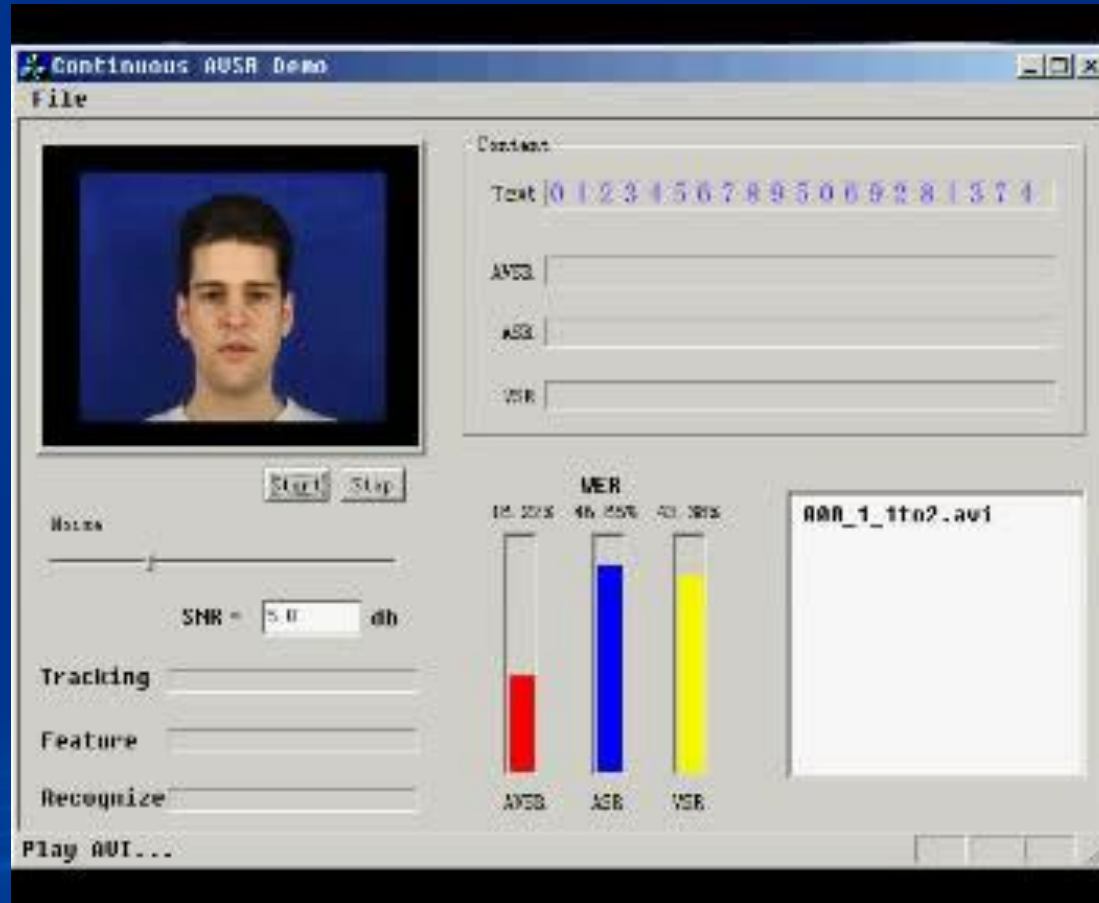 Continuous AVSR Demo
File
Content
Text 0 1 2 3 4 5 6 7 8 9 5 0 6 9 2 8 1 3 7 4
AVSR
ASR
VSR
Start Stop
Noise
SNR = 5.0 db
Tracking
Feature
Recognize
WER
AVSR ASR VSR
Play AVI...